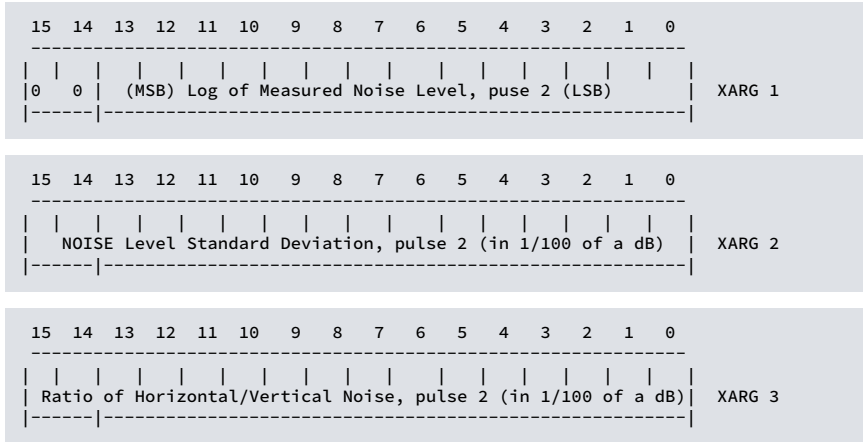 15 14 13 12 11 10 9 8 7 6 5 4 3 2 1 0
-----------------------------------------------------------------
| | | | | | | | | | | | | | | | |
|0 0 | (MSB) Log of Measured Noise Level, puse 2 (LSB) | XARG 1
|------|---------------------------------------------------------|
15 14 13 12 11 10 9 8 7 6 5 4 3 2 1 0
-----------------------------------------------------------------
| | | | | | | | | | | | | | | | |
| NOISE Level Standard Deviation, pulse 2 (in 1/100 of a dB) | XARG 2
|------|---------------------------------------------------------|
15 14 13 12 11 10 9 8 7 6 5 4 3 2 1 0
-----------------------------------------------------------------
| | | | | | | | | | | | | | | | |
| Ratio of Horizontal/Vertical Noise, pulse 2 (in 1/100 of a dB)| XARG 3
|------|---------------------------------------------------------|